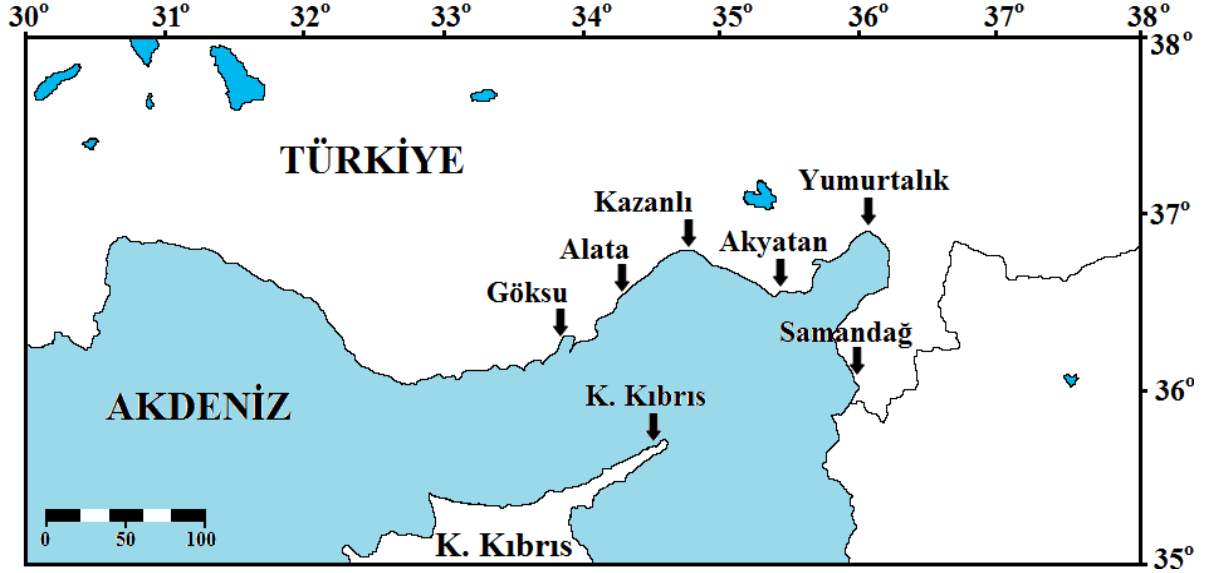 30° 31° 32° 33° 34° 35° 36° 37° 38°
38°
TÜRKİYE
Yumurtalık
Kazanlı
37°
Alata
Akyatan
Göksu
Samandağ
AKDENİZ
K. Kıbrıs
36°
0 50 100
K. Kıbrıs
35°